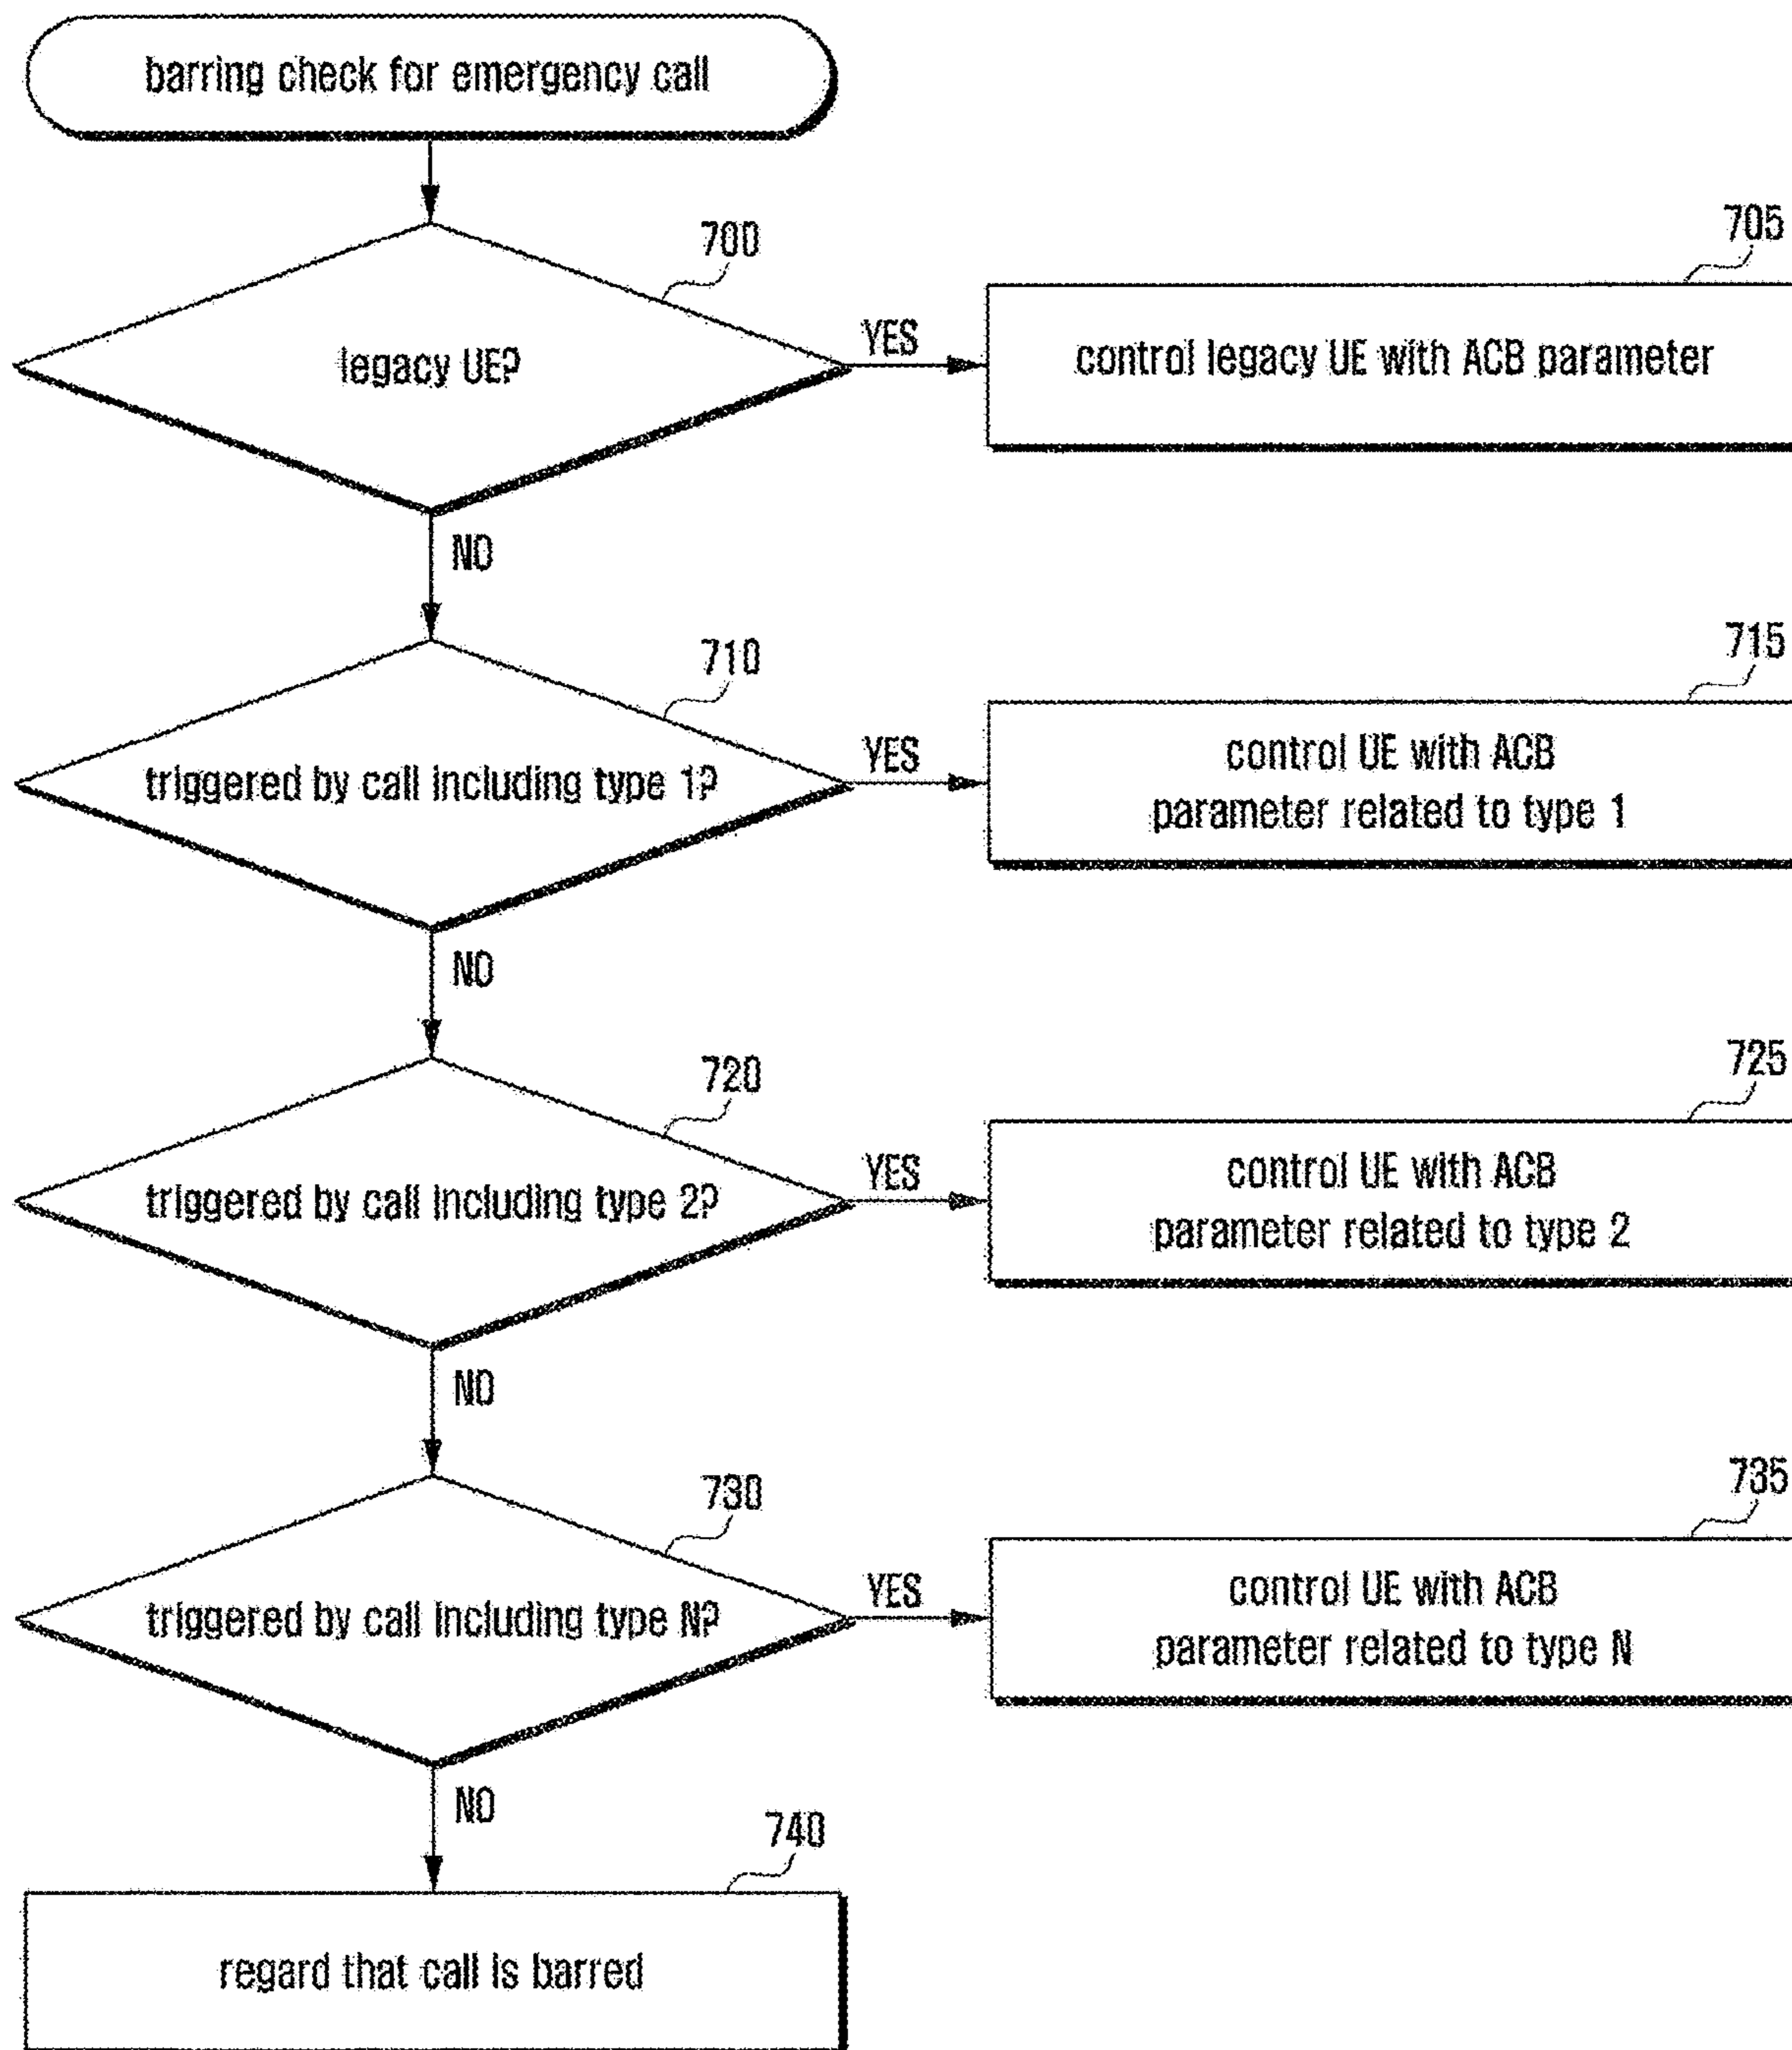 barring check for emergency call
700
legacy UE?
YES
705
control legacy UE with ACB parameter
NO
710
triggered by call including type 1?
YES
715
control UE with ACB
parameter related to type 1
NO
720
triggered by call including type 2?
YES
725
control UE with ACB
parameter related to type 2
NO
730
triggered by call including type N?
YES
735
control UE with ACB
parameter related to type N
NO
740
regard that call is barred